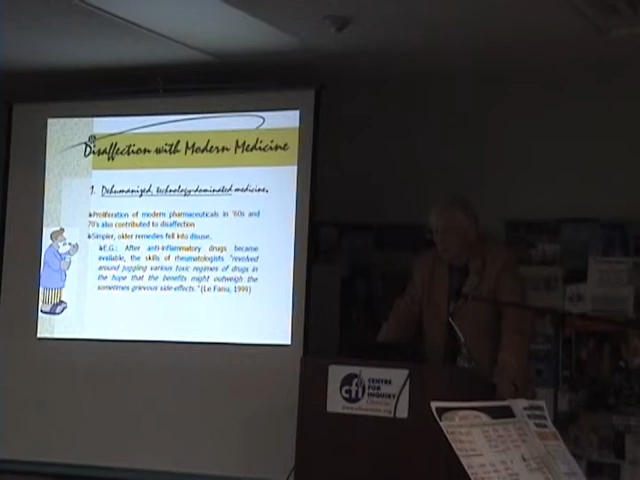 Disaffection with Modern Medicine
1. Dehumanized, technology-dominated medicine.
Proliferation of modern pharmaceuticals in '60s and
70's also contributed to disaffection
Simpler, older remedies fell into disuse.
E.G.: After anti-inflammatory drugs became
available, the skills of rheumatologists "revolved
around juggling various toxic regimes of drugs in
the hope that the benefits might outweigh the
sometimes grievous side-effects." (Le Fanu, 1999)
cfi
CENTRE
FOR
INQUIRY